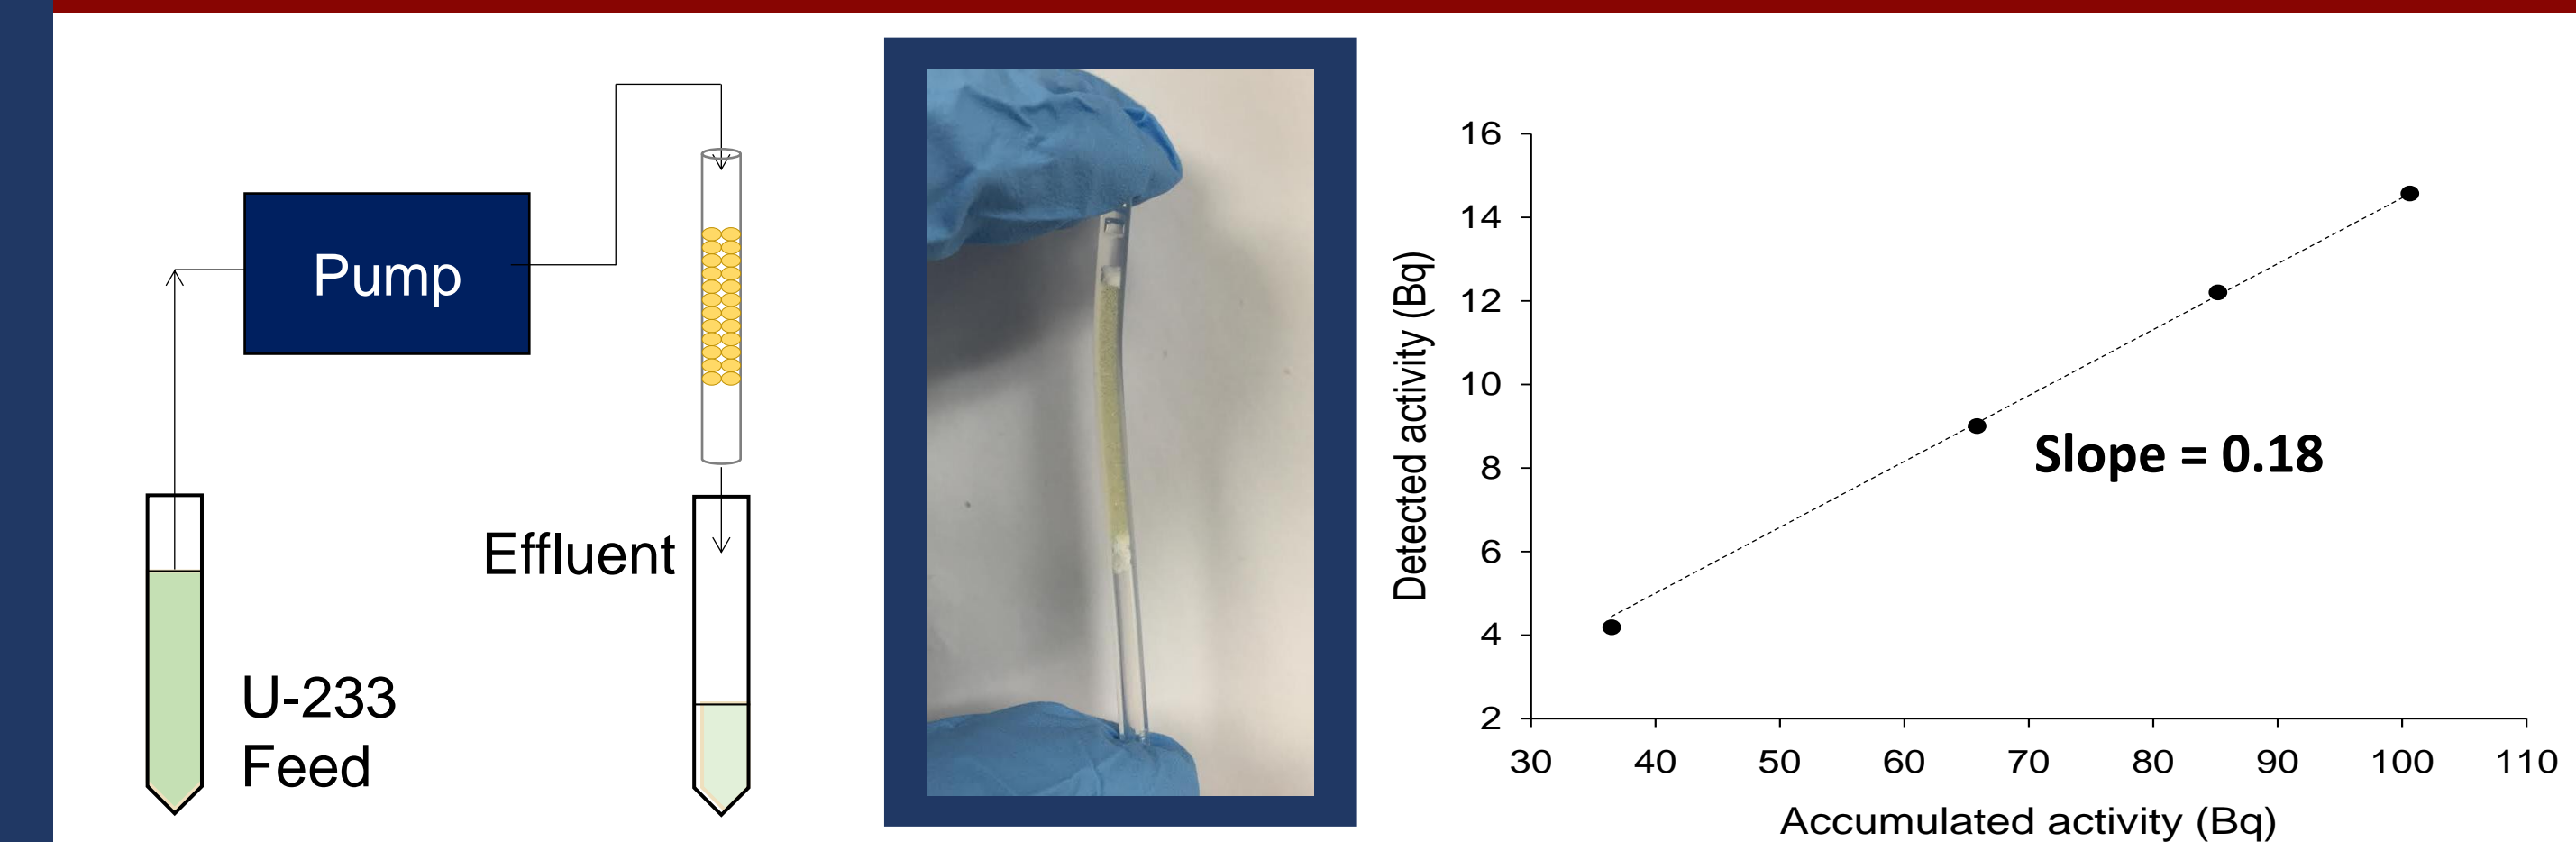 Pump
Effluent
U-233
Feed
Detected activity (Bq)
16
14
12
10
8
6
4
2
Slope = 0.18
30 40 50 60 70 80 90 100 110
Accumulated activity (Bq)